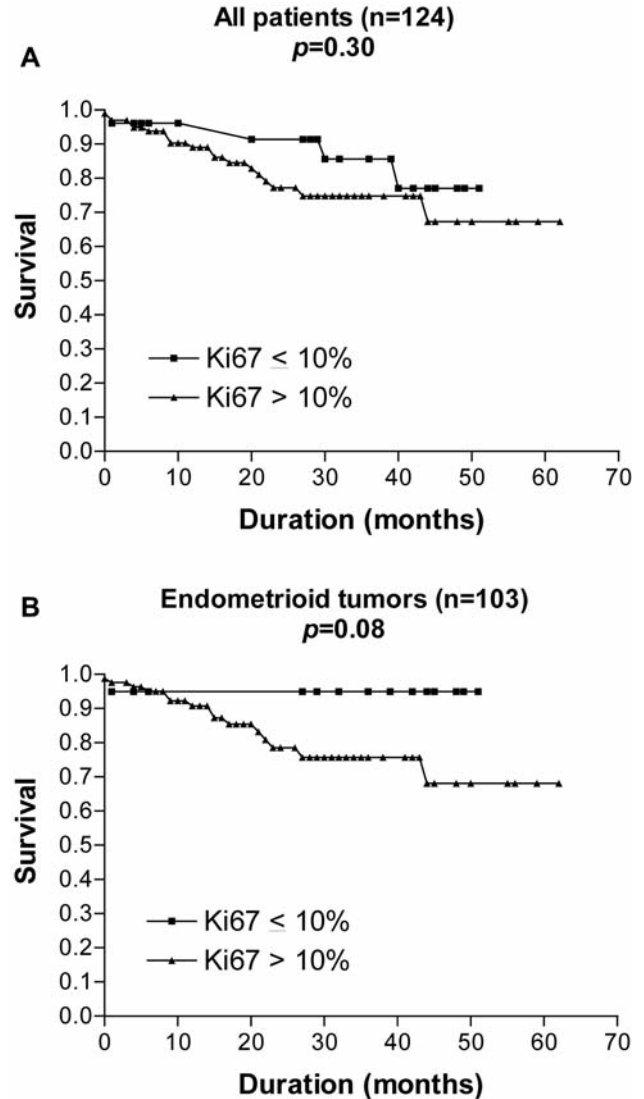 All patients (n=124)
p=0.30
A
1.0
0.9
0.8
0.7
0.6
0.5
0.4
0.3
0.2
0.1
0.0
Survival
Ki67 ≤ 10%
Ki67 > 10%
0 10 20 30 40 50 60 70
Duration (months)
B
Endometrioid tumors (n=103)
p=0.08
1.0
0.9
0.8
0.7
0.6
0.5
0.4
0.3
0.2
0.1
0.0
Survival
Ki67 ≤ 10%
Ki67 > 10%
0 10 20 30 40 50 60 70
Duration (months)